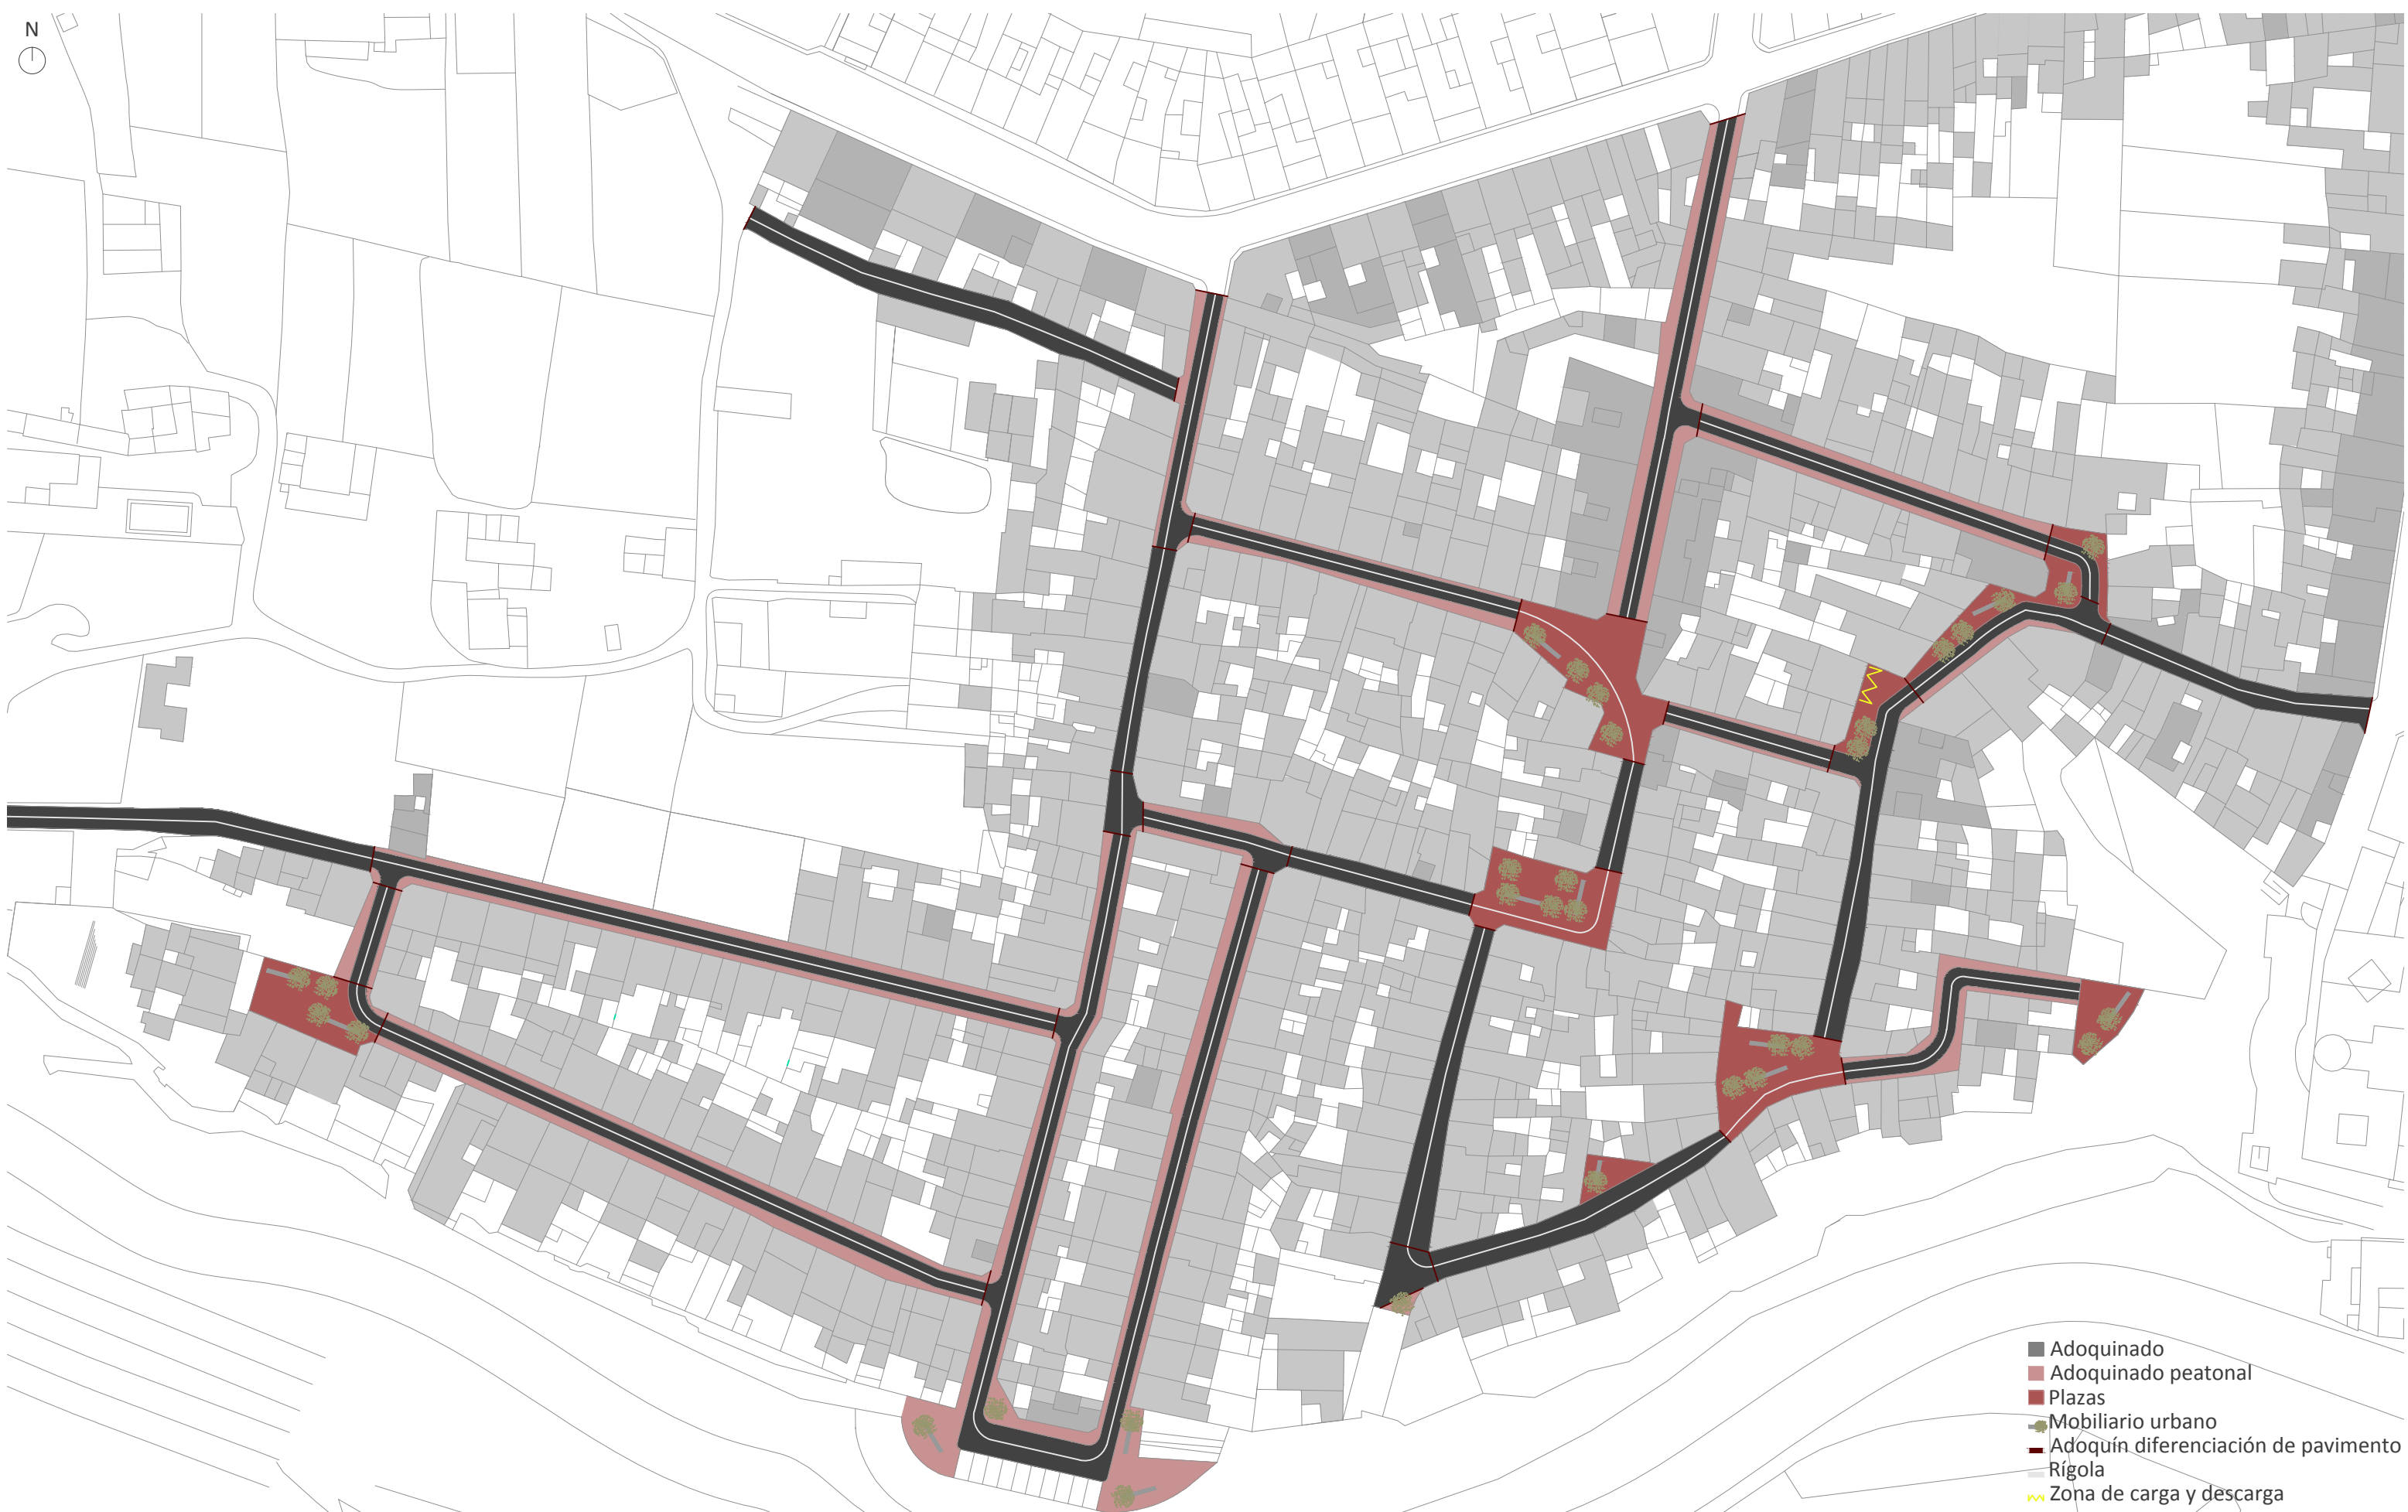 N
Adoquinado
Adoquinado peatonal
Plazas
Mobiliario urbano
Adoquín diferenciación de pavimento
Rígola
Zona de carga y descarga